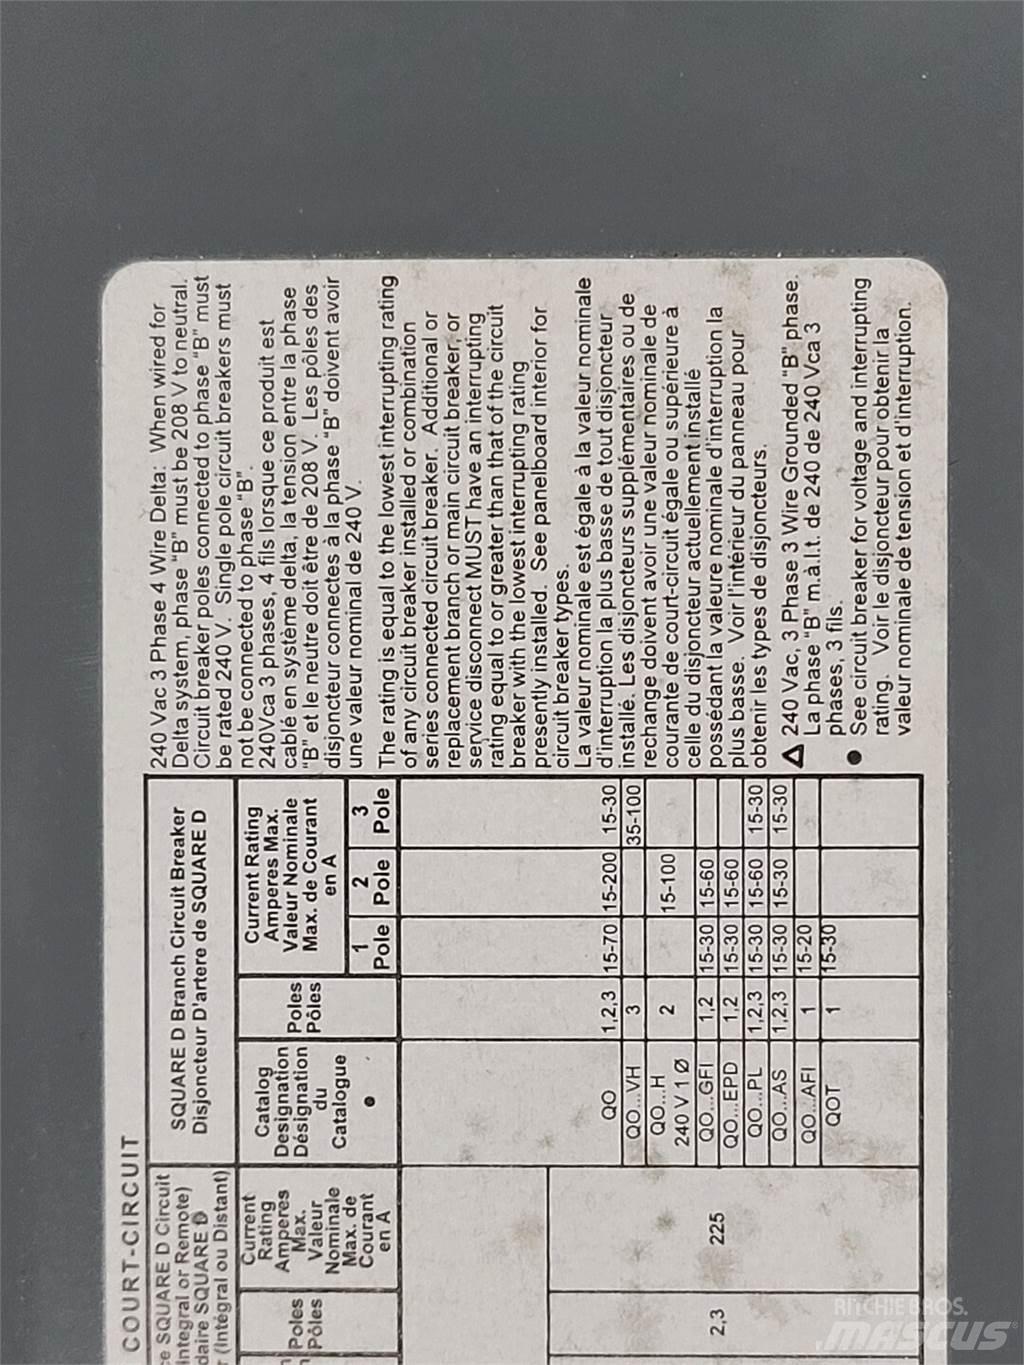 COURT-CIRCUIT
SQUARE D Circuit
Integral or Remote)
daire SQUARE D
(Intégral ou Distant)
Poles
Pôles
Current
Rating
Amperes
Max.
Valeur
Nominale
Max. de
Courant
en A
2,3 225
SQUARE D Branch Circuit Breaker
Disjoncteur D'artere de SQUARE D
Catalog
Designation
Désignation
du
Catalogue
●
Poles
Pôles
Current Rating
Amperes Max.
Valeur Nominale
Max. de Courant
en A
1 2 3
Pole Pole Pole
QO 1,2,3 15-70 15-200 15-30
QO...VH 3 35-100
QO...H 2 15-100
240 V 1 Ø
QO...GFI 1,2 15-30 15-60
QO...EPD 1,2 15-30 15-60
QO...PL 1,2,3 15-30 15-60 15-30
QO...AS 1,2,3 15-30 15-30 15-30
QO...AFI 1 15-20
QOT 1 15-30
240 Vac 3 Phase 4 Wire Delta: When wired for
Delta system, phase "B" must be 208 V to neutral.
Circuit breaker poles connected to phase "B" must
be rated 240 V. Single pole circuit breakers must
not be connected to phase "B".
240Vca 3 phases, 4 fils lorsque ce produit est
cablé en système delta, la tension entre la phase
"B" et le neutre doit être de 208 V. Les pôles des
disjoncteur connectes à la phase "B" doivent avoir
une valeur nominal de 240 V.
The rating is equal to the lowest interrupting rating
of any circuit breaker installed or combination
series connected circuit breaker. Additional or
replacement branch or main circuit breaker, or
service disconnect MUST have an interrupting
rating equal to or greater than that of the circuit
breaker with the lowest interrupting rating
presently installed. See panelboard interior for
circuit breaker types.
La valeur nominale est égale à la valeur nominale
d'interruption la plus basse de tout disjoncteur
installé. Les disjoncteurs supplémentaires ou de
rechange doivent avoir une valeur nominale de
courante de court-circuit égale ou supérieure à
celle du disjoncteur actuellement installé
possédant la valeure nominale d'interruption la
plus basse. Voir l'intérieur du panneau pour
obtenir les types de disjoncteurs.
Δ 240 Vac, 3 Phase 3 Wire Grounded "B" phase.
La phase "B" m.à.l.t. de 240 de 240 Vca 3
phases, 3 fils.
● See circuit breaker for voltage and interrupting
rating. Voir le disjoncteur pour obtenir la
valeur nominale de tension et d'interruption.
RITCHIE BROS.
MASCUS